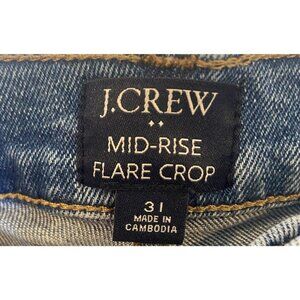 J.CREW
MID-RISE
FLARE CROP
31
MADE IN
CAMBODIA